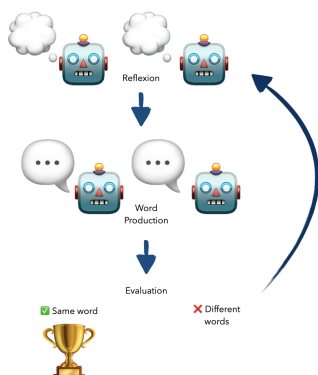 Reflexion
Word
Production
Evaluation
✅ Same word
❌ Different
words